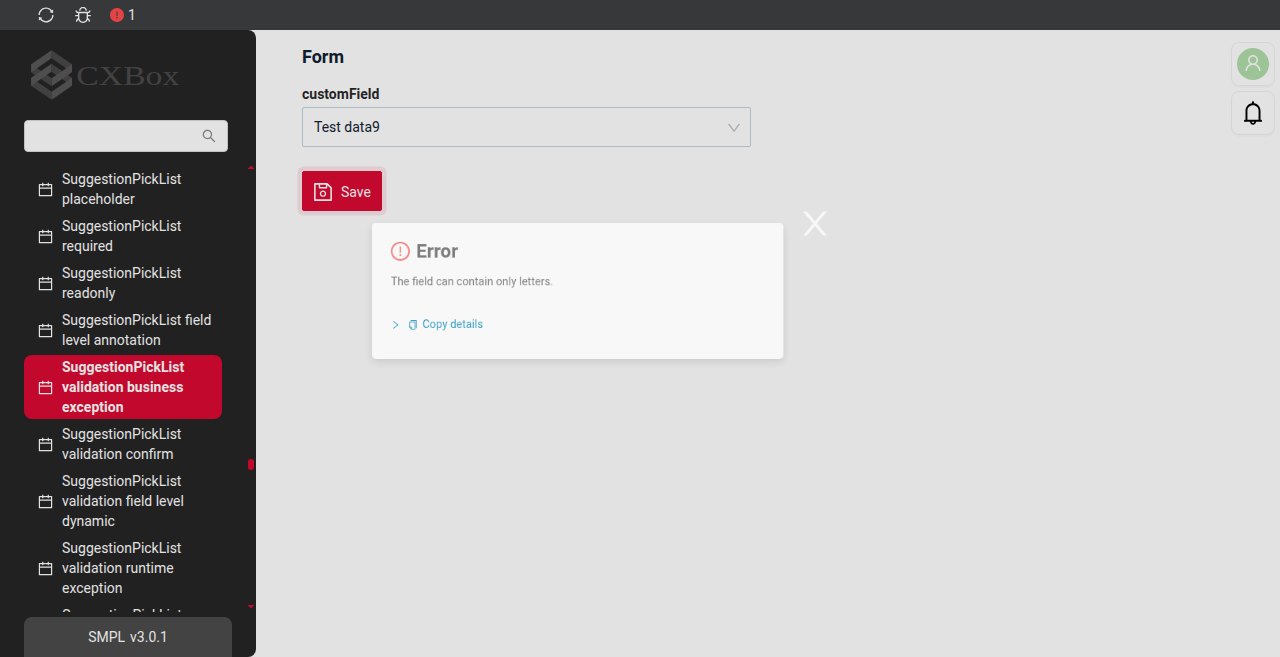 1
CXBox
SuggestionPickList
placeholder
SuggestionPickList
required
SuggestionPickList
readonly
SuggestionPickList field
level annotation
SuggestionPickList
validation business
exception
SuggestionPickList
validation confirm
SuggestionPickList
validation field level
dynamic
SuggestionPickList
validation runtime
exception
SMPL v3.0.1
Form
customField
Test data9
Save
Error
The field can contain only letters.
Copy details